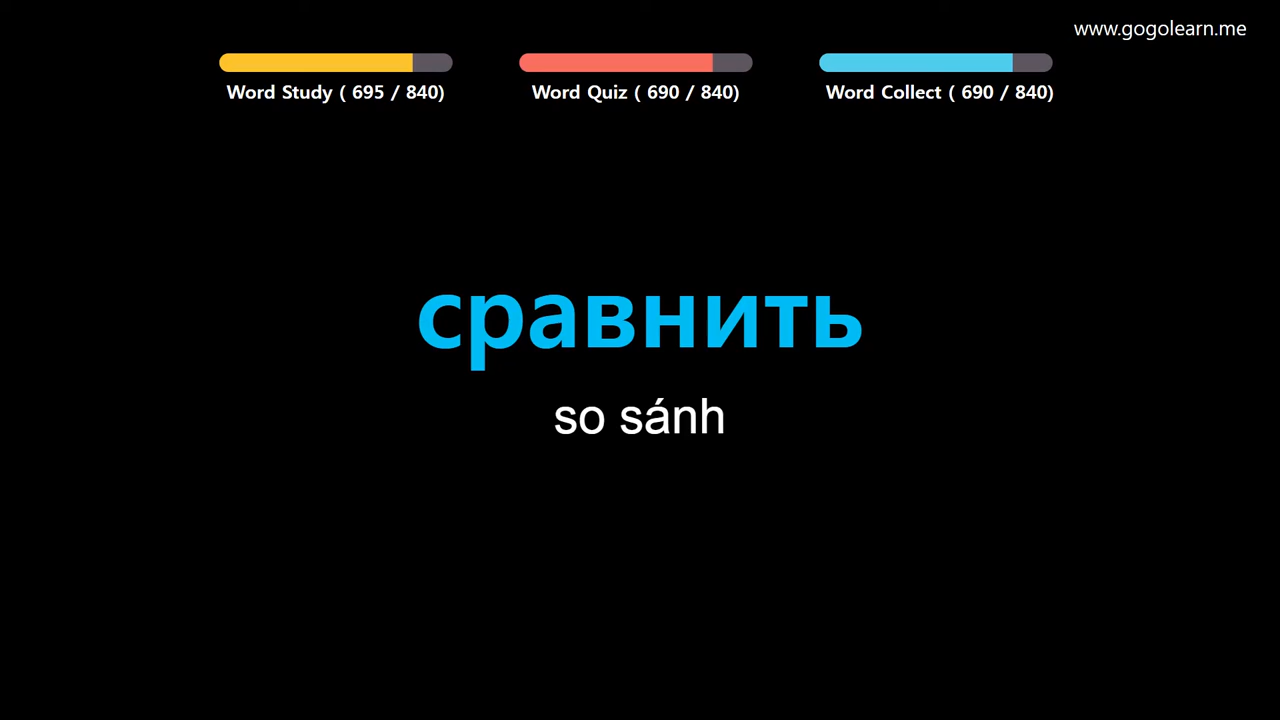 www.gogolearn.me
Word Study ( 695 / 840)
Word Quiz ( 690 / 840)
Word Collect ( 690 / 840)
сравнить
so sánh